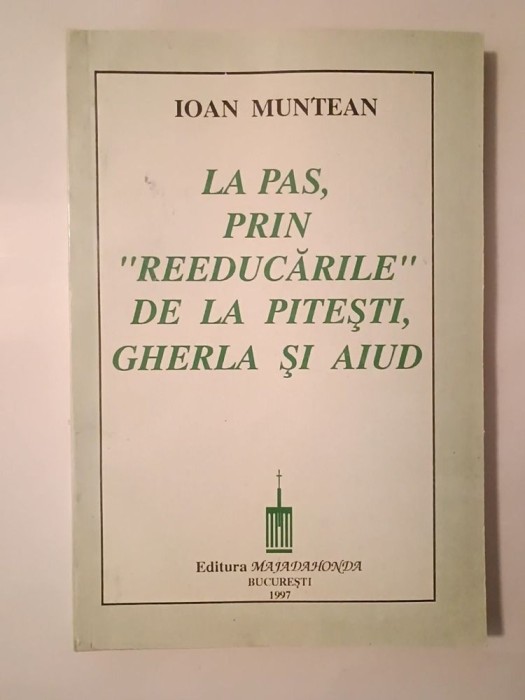 IOAN MUNTEAN
LA PAS,
PRIN
"REEDUCĂRILE"
DE LA PITEŞTI,
GHERLA ŞI AIUD
Editura MAJADAHONDA
BUCUREŞTI
1997